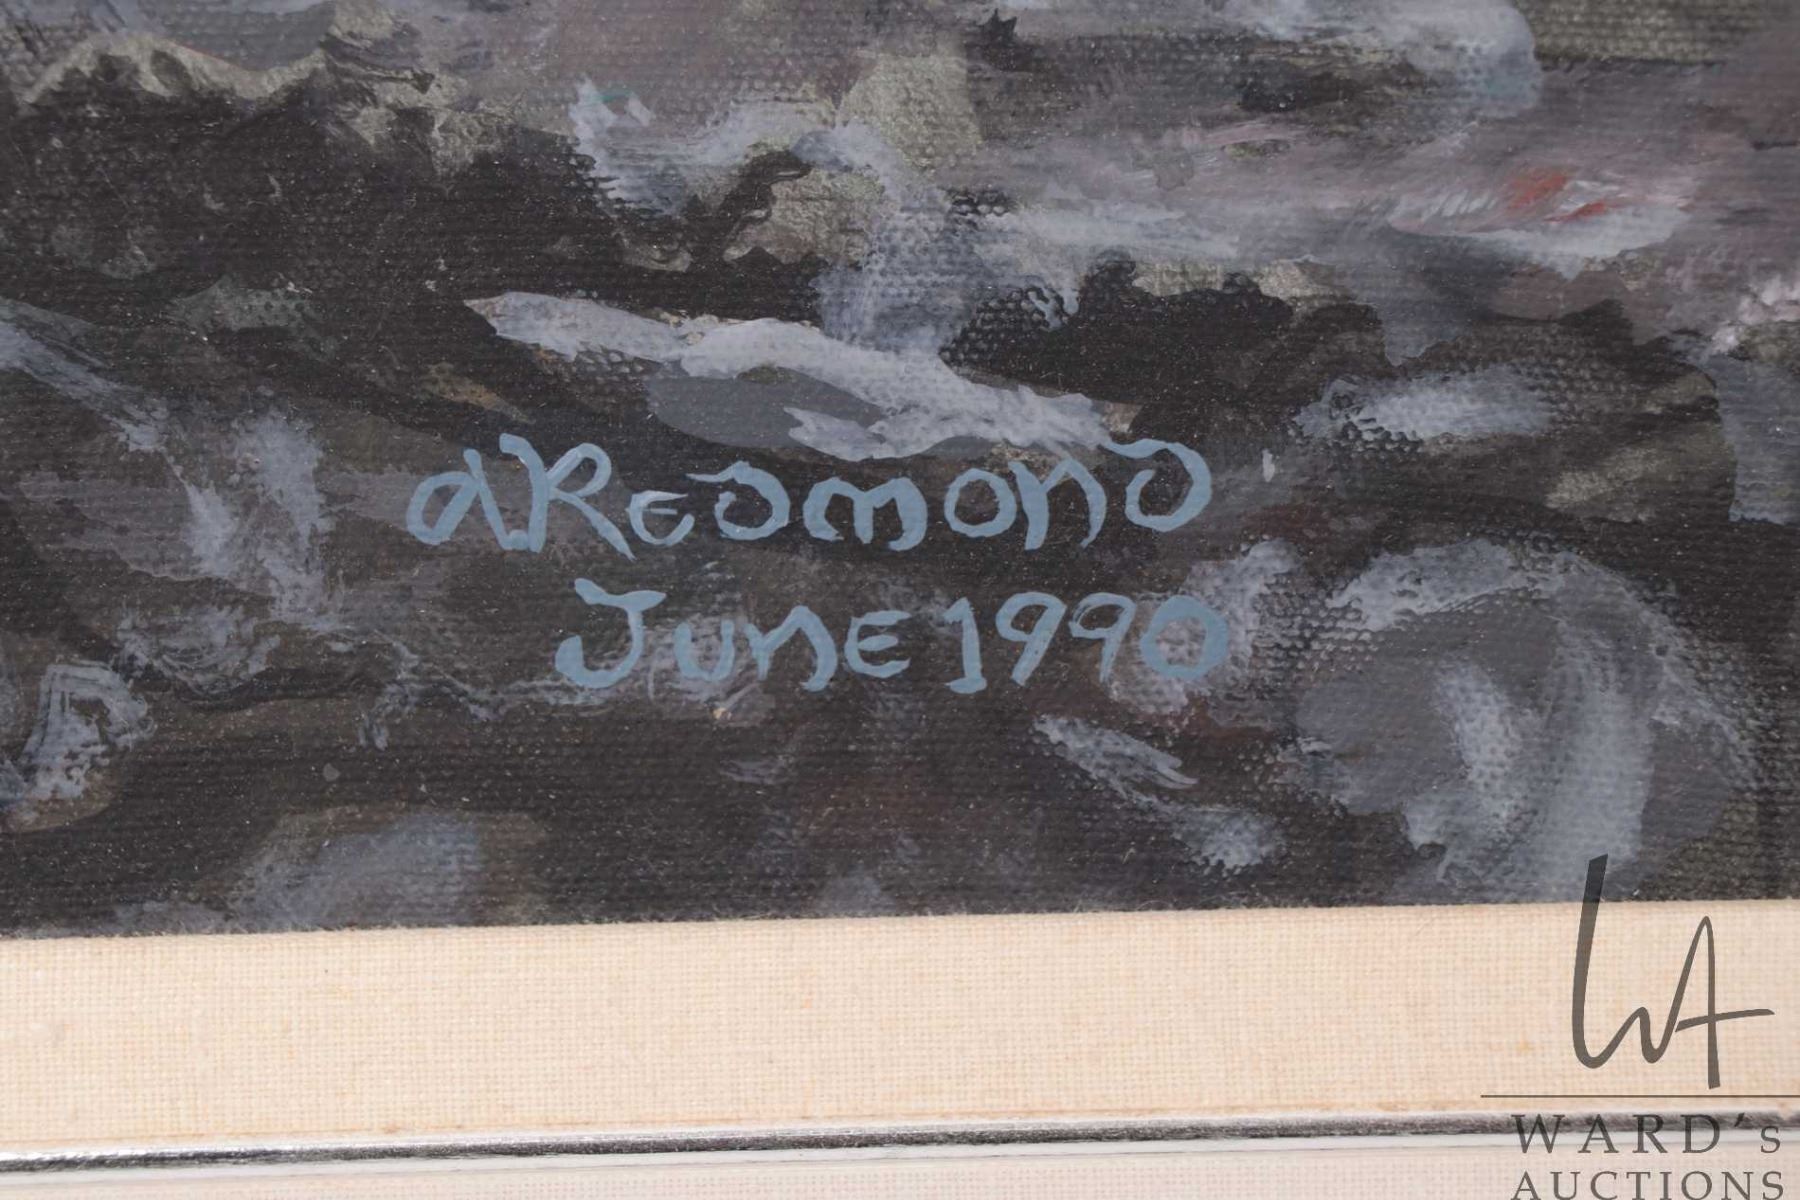 ARedmond
June 1990
WARD's
AUCTIONS